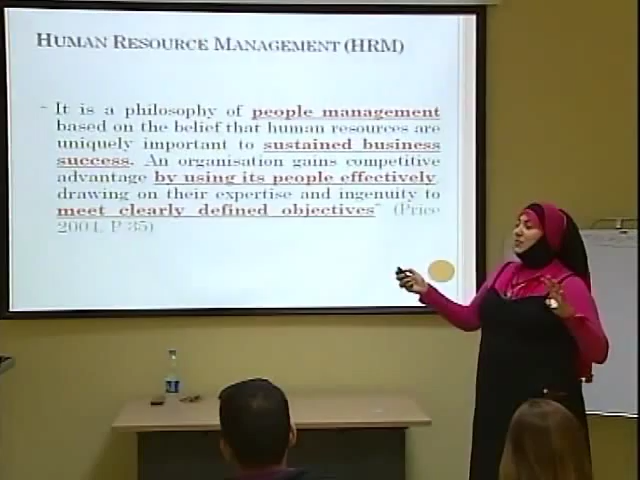 HUMAN RESOURCE MANAGEMENT (HRM)
“ It is a philosophy of people management
based on the belief that human resources are
uniquely important to sustained business
success. An organisation gains competitive
advantage by using its people effectively,
drawing on their expertise and ingenuity to
meet clearly defined objectives” (Price
2004, P 35)